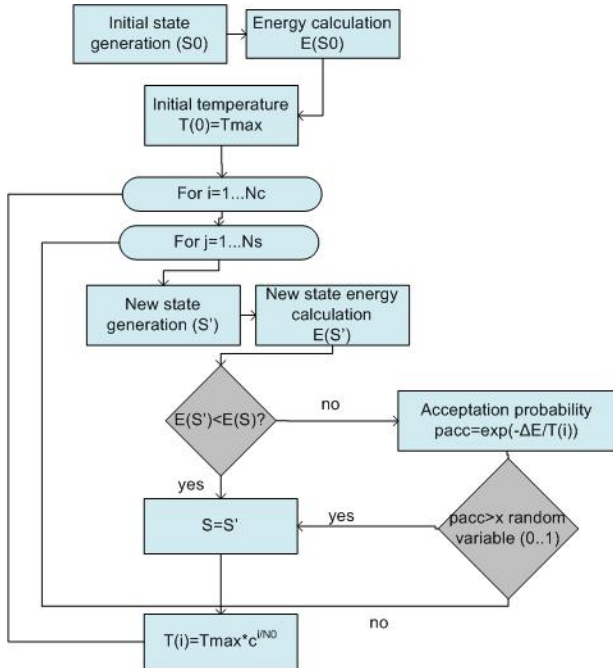 Initial state
generation (S0)
Energy calculation
E(S0)
Initial temperature
T(0)=Tmax
For i=1...Nc
For j=1...Ns
New state
generation (S')
New state energy
calculation
E(S')
E(S')<E(S)?
no
Acceptation probability
pacc=exp(-ΔE/T(i))
yes
S=S'
yes
pacc>x random
variable (0..1)
no
T(i)=Tmax*c^i/N0